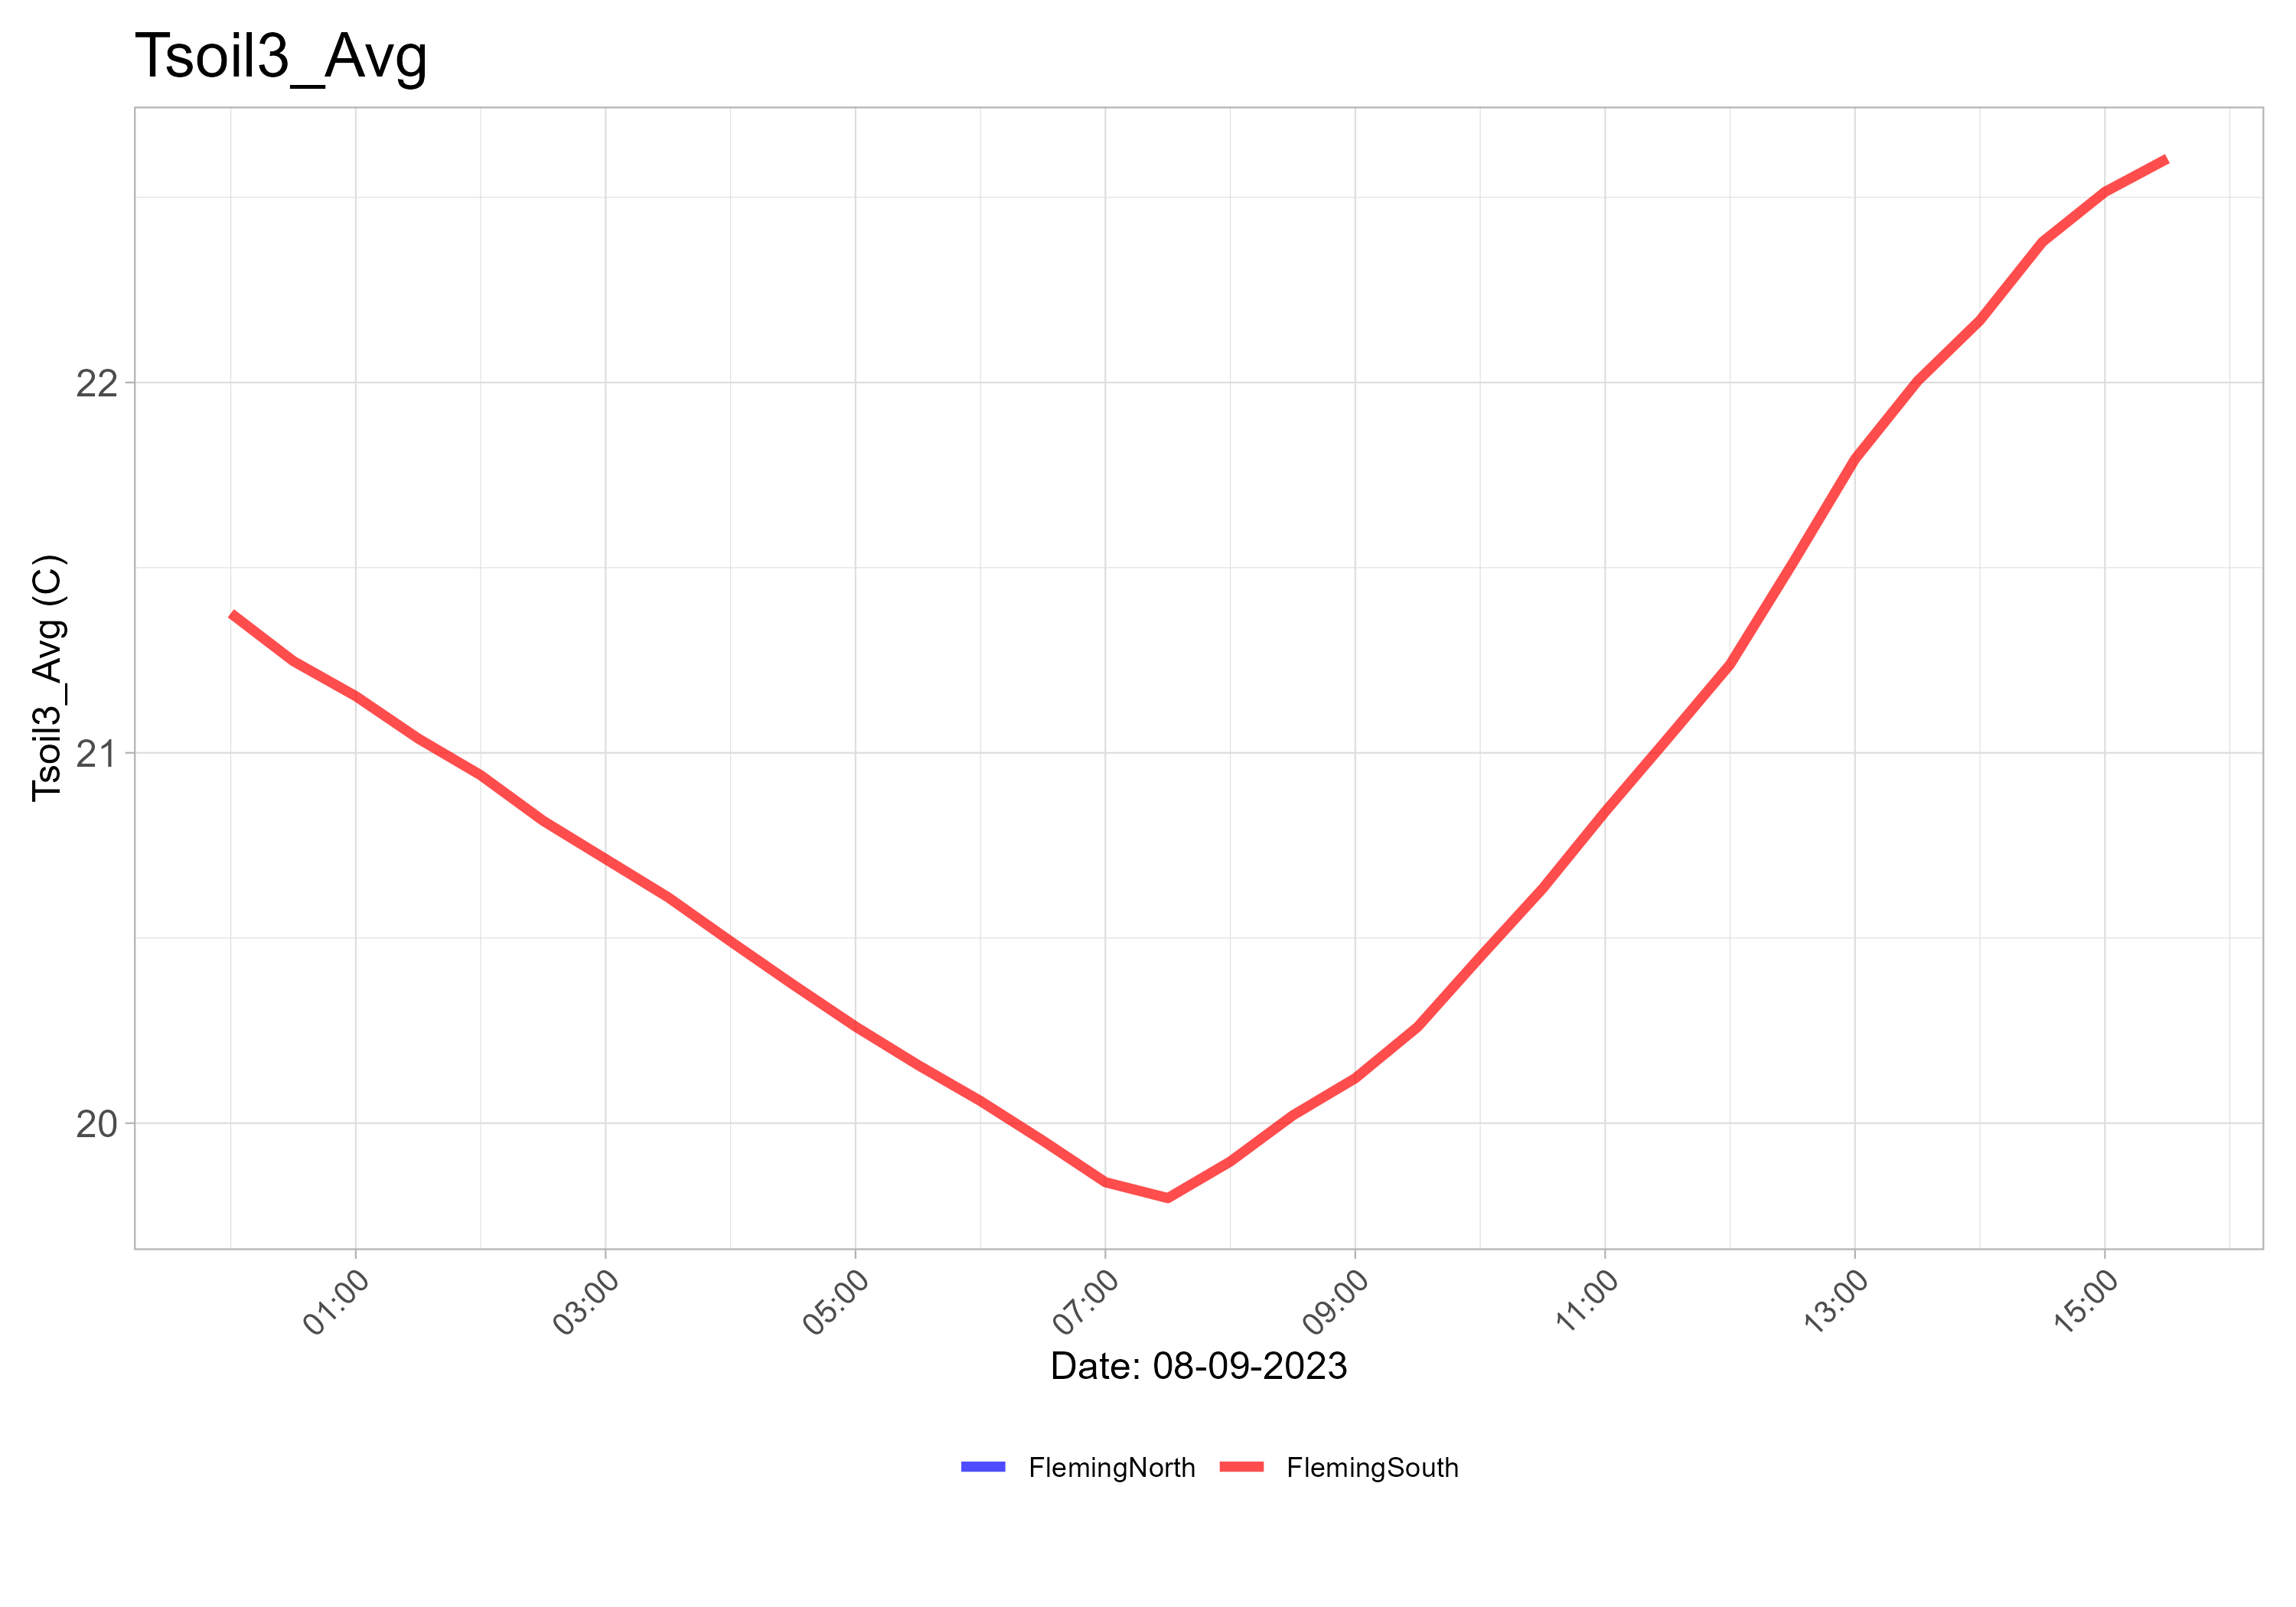 Tsoil3_Avg
Tsoil3_Avg (C)
22
21
20
01:00 03:00 05:00 07:00 09:00 11:00 13:00 15:00
Date: 08-09-2023
FlemingNorth FlemingSouth